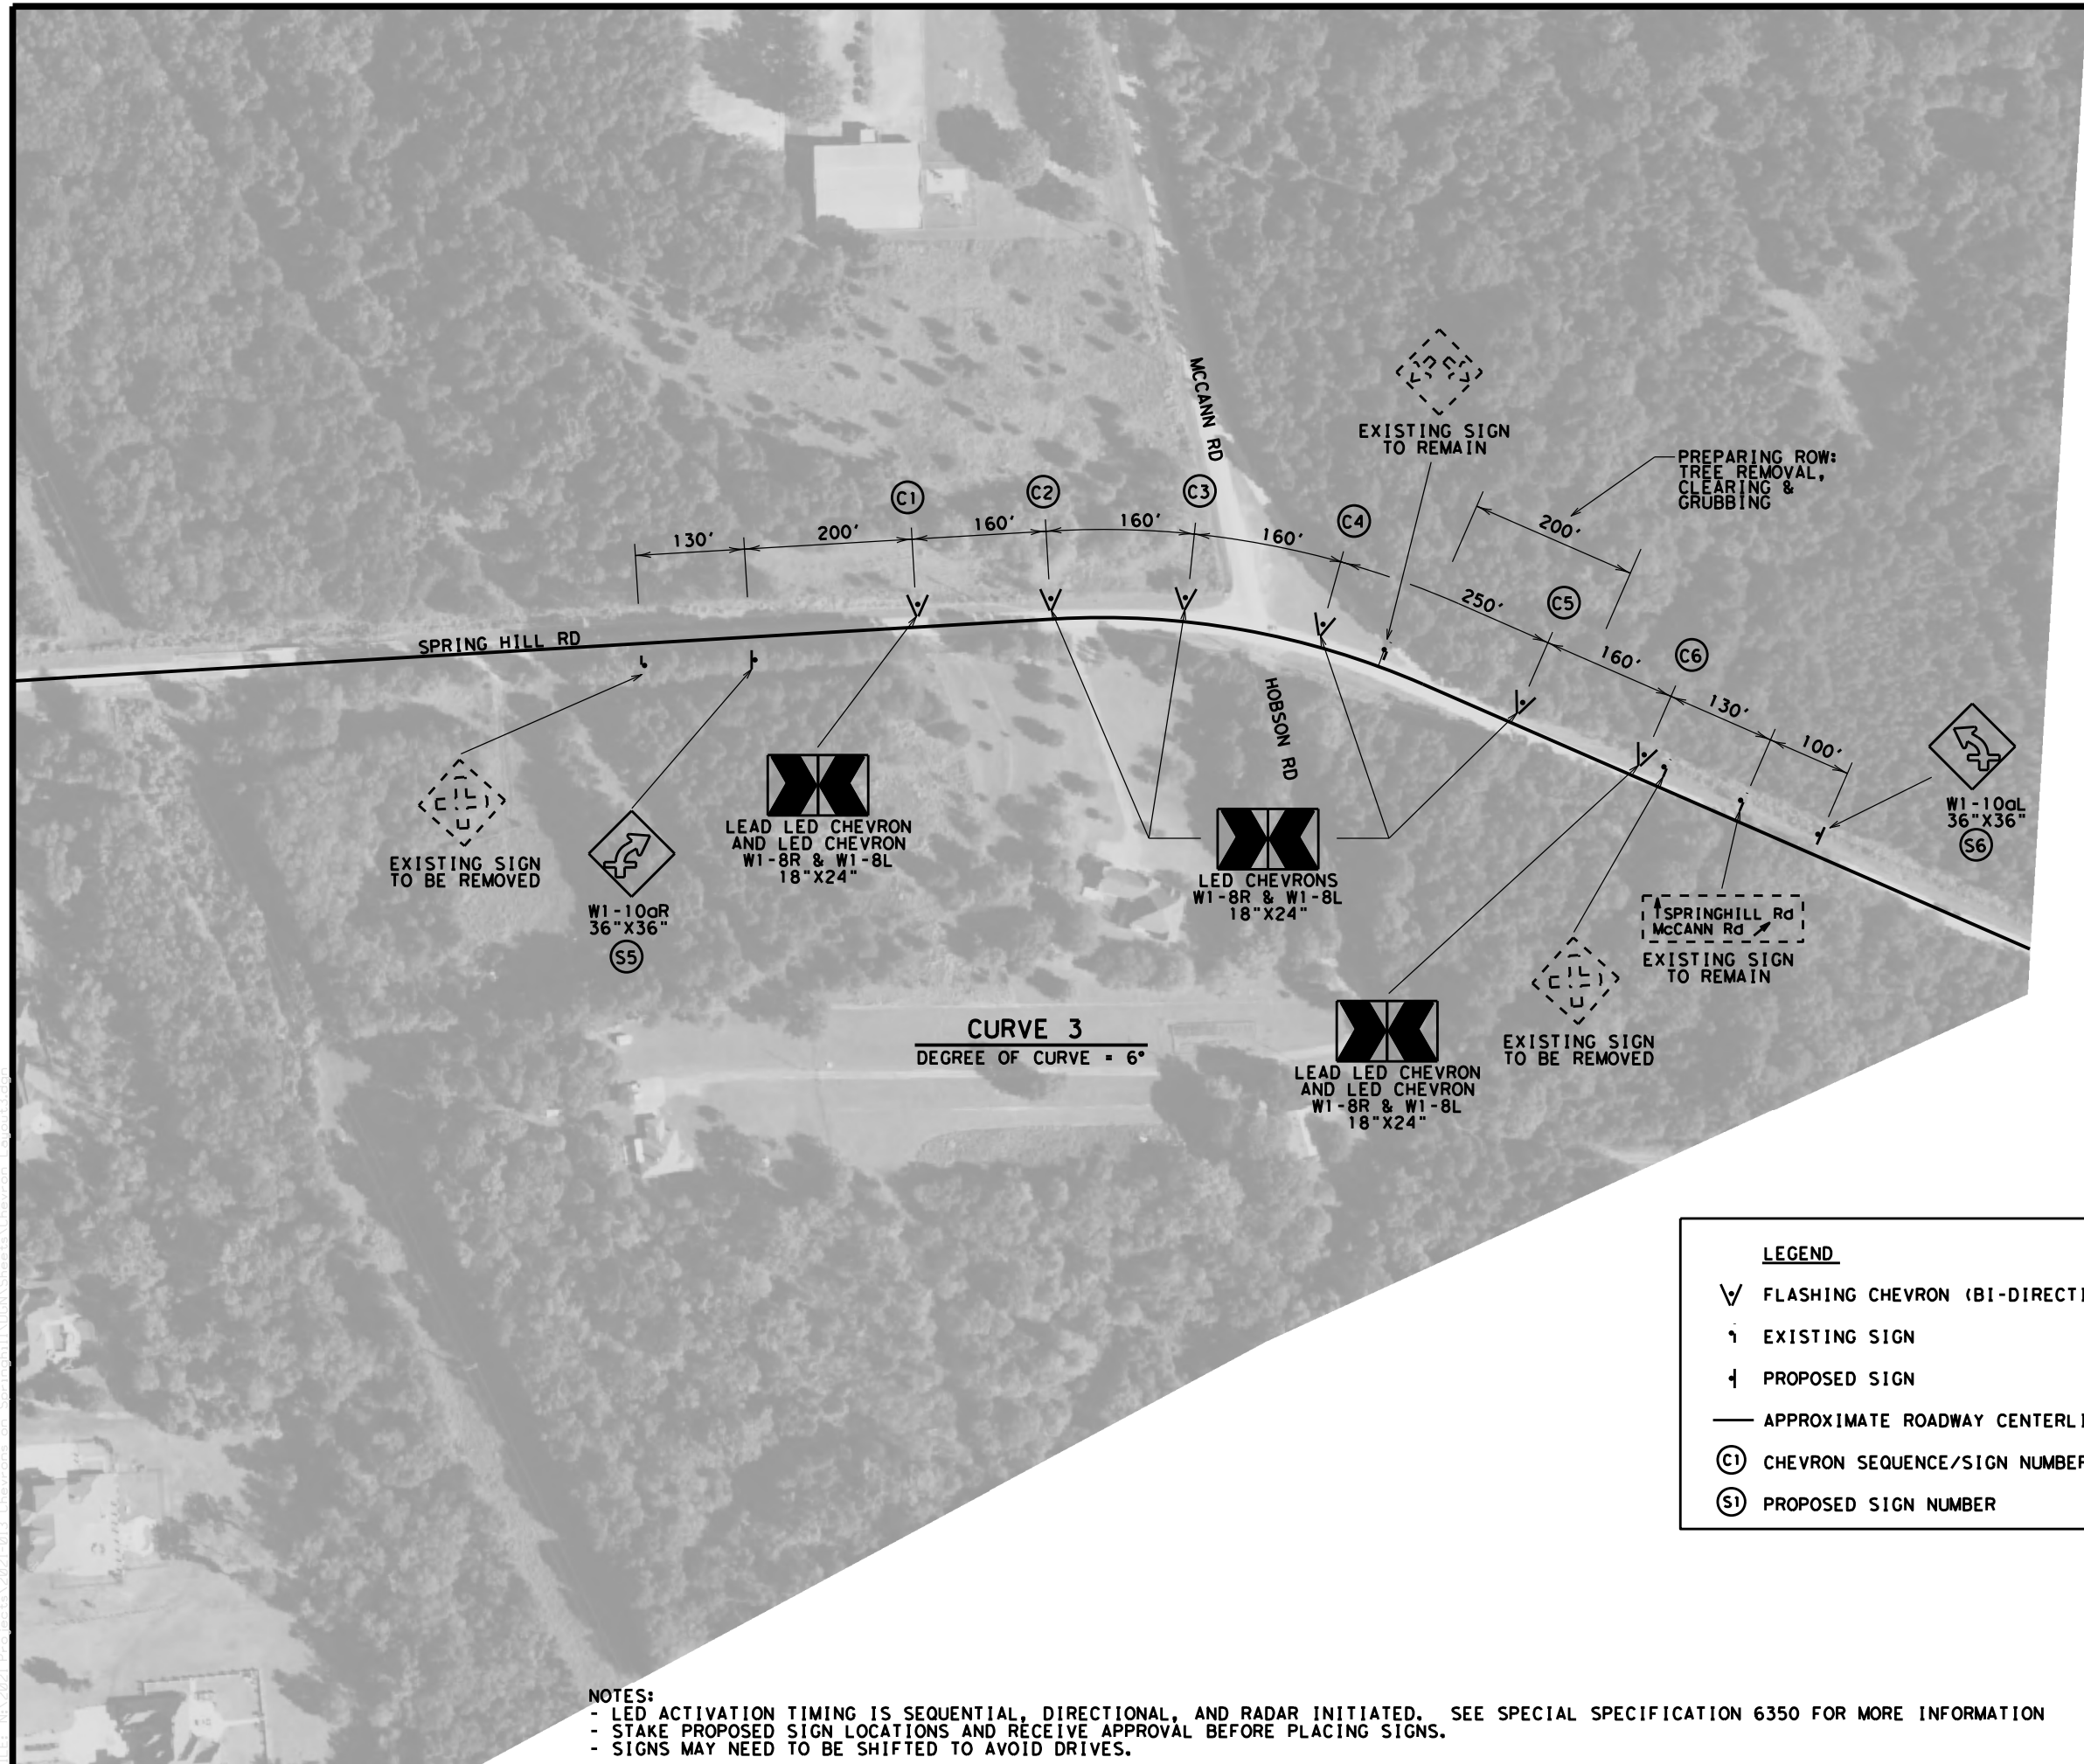 MCCANN RD
EXISTING SIGN
TO REMAIN
PREPARING ROW:
TREE REMOVAL,
CLEARING &
GRUBBING
C1
C2
C3
C4
C5
C6
130'
200'
160'
160'
160'
250'
200'
160'
130'
100'
SPRING HILL RD
HOBSON RD
EXISTING SIGN
TO BE REMOVED
W1-10aR
36"X36"
S5
LEAD LED CHEVRON
AND LED CHEVRON
W1-8R & W1-8L
18"X24"
LED CHEVRONS
W1-8R & W1-8L
18"X24"
W1-10aL
36"X36"
S6
SPRINGHILL Rd
McCANN Rd
EXISTING SIGN
TO REMAIN
EXISTING SIGN
TO BE REMOVED
LEAD LED CHEVRON
AND LED CHEVRON
W1-8R & W1-8L
18"X24"
CURVE 3
DEGREE OF CURVE = 6°
LEGEND
FLASHING CHEVRON (BI-DIRECTI
EXISTING SIGN
PROPOSED SIGN
APPROXIMATE ROADWAY CENTERLI
C1 CHEVRON SEQUENCE/SIGN NUMBER
S1 PROPOSED SIGN NUMBER
NOTES:
- LED ACTIVATION TIMING IS SEQUENTIAL, DIRECTIONAL, AND RADAR INITIATED. SEE SPECIAL SPECIFICATION 6350 FOR MORE INFORMATION
- STAKE PROPOSED SIGN LOCATIONS AND RECEIVE APPROVAL BEFORE PLACING SIGNS.
- SIGNS MAY NEED TO BE SHIFTED TO AVOID DRIVES.